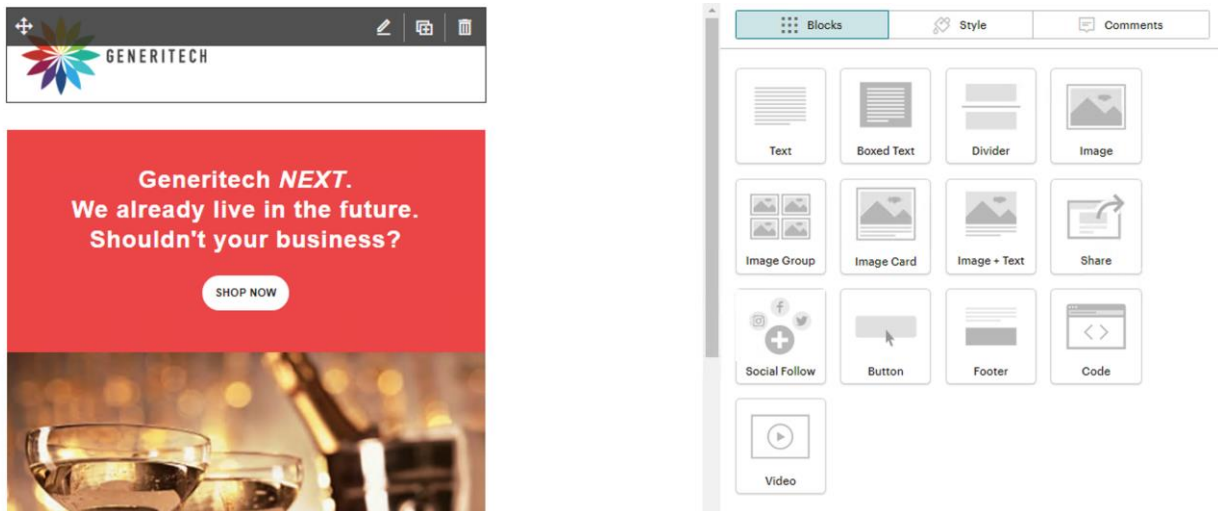 GENERITECH
Generitech NEXT.
We already live in the future.
Shouldn't your business?
SHOP NOW
Blocks
Style
Comments
Text
Boxed Text
Divider
Image
Image Group
Image Card
Image + Text
Share
Social Follow
Button
Footer
Code
Video